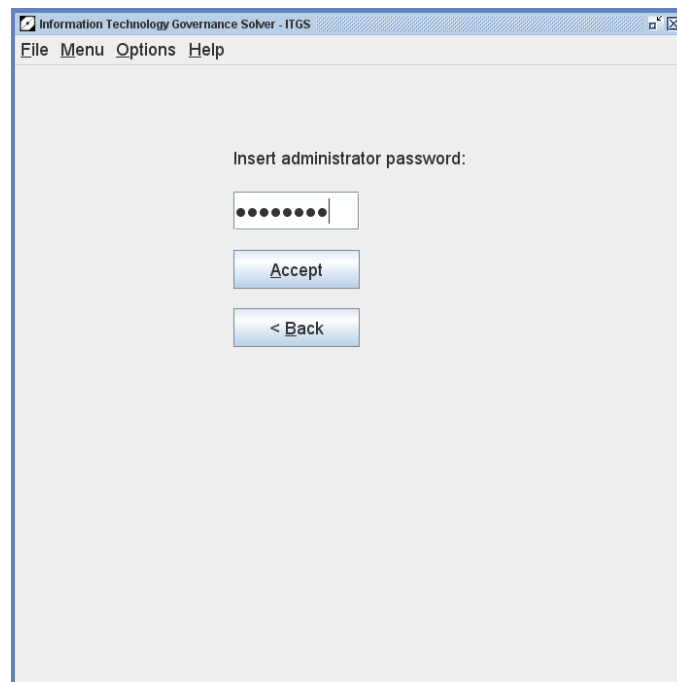 Information Technology Governance Solver - ITGS
File Menu Options Help
Insert administrator password:
●●●●●●●●
Accept
< Back